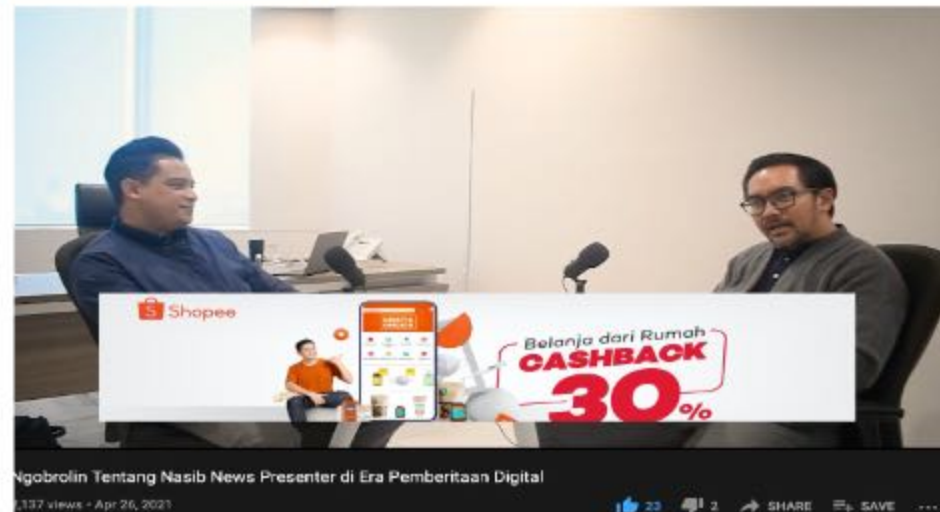 Shopee
Belanja dari Rumah
CASHBACK
30%
Ngobrolin Tentang Nasib News Presenter di Era Pemberitaan Digital
,137 views • Apr 26, 2021
23
2
SHARE
SAVE